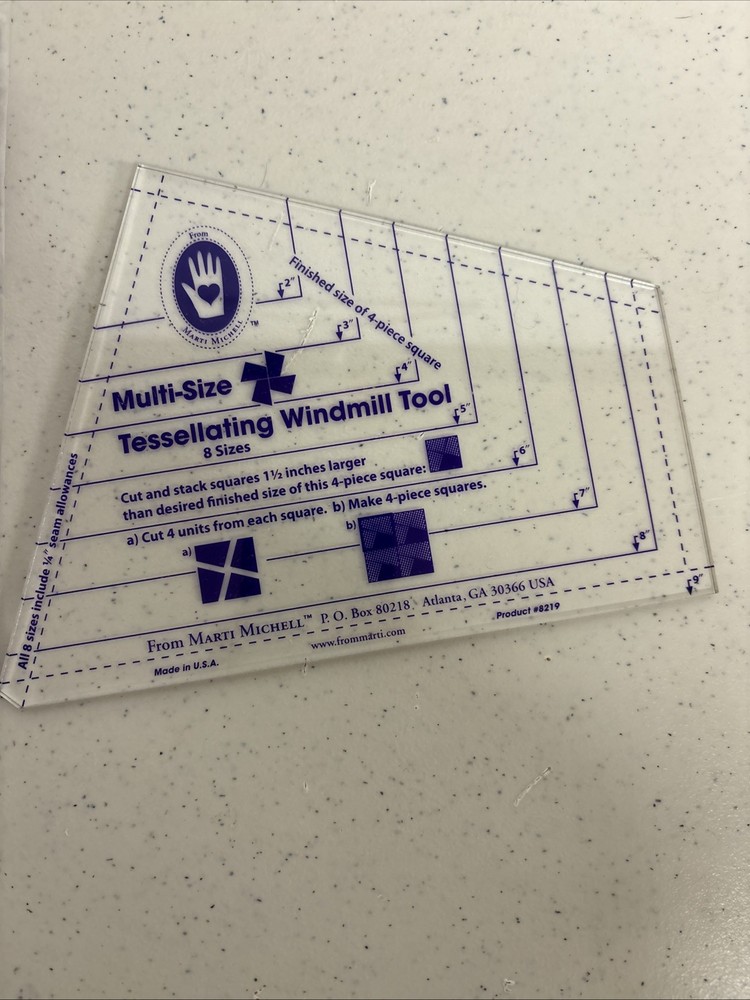 From
MARTI MICHELL
TM
2"
3"
4"
5"
6"
7"
8"
9"
Finished size of 4-piece square
Multi-Size
Tessellating Windmill Tool
8 Sizes
Cut and stack squares 1½ inches larger
than desired finished size of this 4-piece square:
a) Cut 4 units from each square. b) Make 4-piece squares.
a)
b)
All 8 sizes include ¼" seam allowances
From MARTI MICHELL™ P. O. Box 80218 Atlanta, GA 30366 USA
www.frommarti.com
Product #8219
Made in U.S.A.